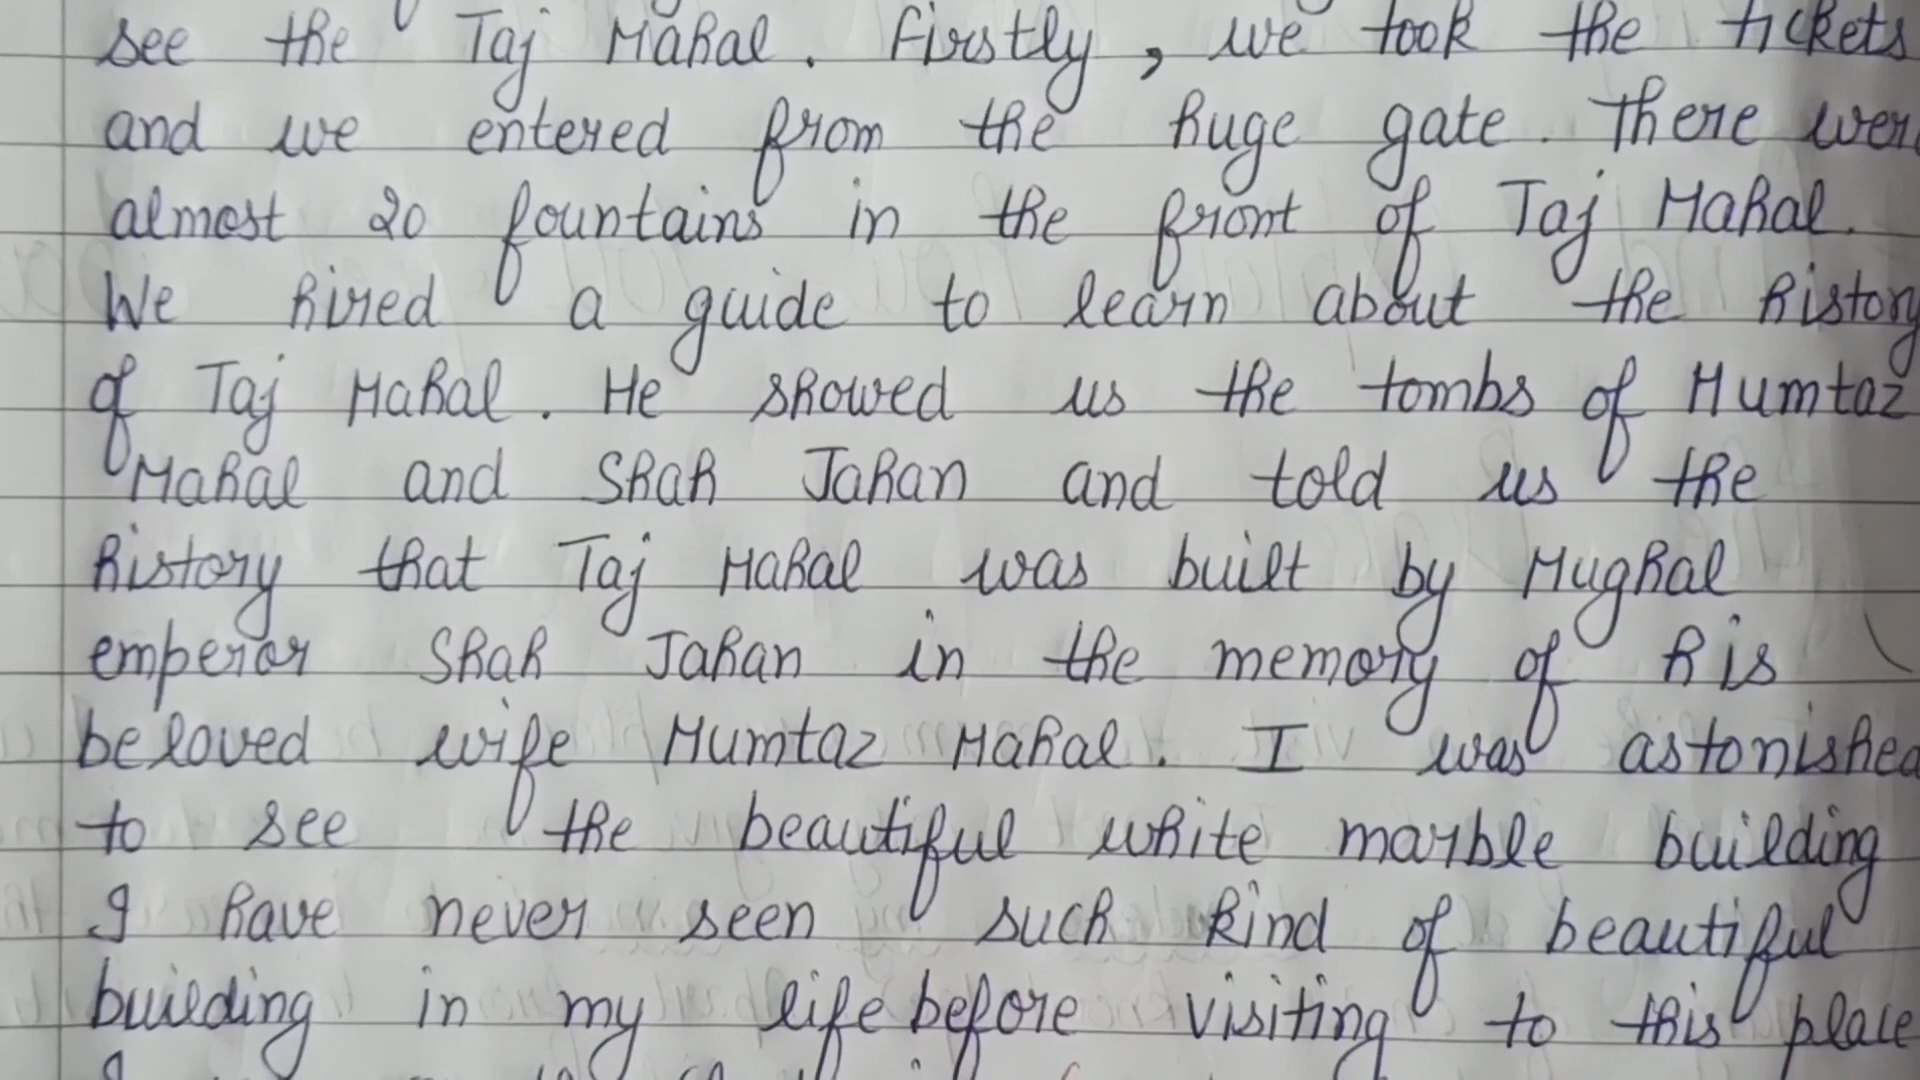 see the Taj Mahal. Firstly, we took the tickets
and we entered from the huge gate. There were
almost 20 fountains in the front of Taj Mahal.
We hired a guide to learn about the history
of Taj Mahal. He showed us the tombs of Mumtaz
Mahal and Shah Jahan and told us the
history that Taj Mahal was built by Mughal
emperor Shah Jahan in the memory of his
beloved wife Mumtaz Mahal. I was astonished
to see the beautiful white marble building
I have never seen such kind of beautiful
building in my life before visiting to this place